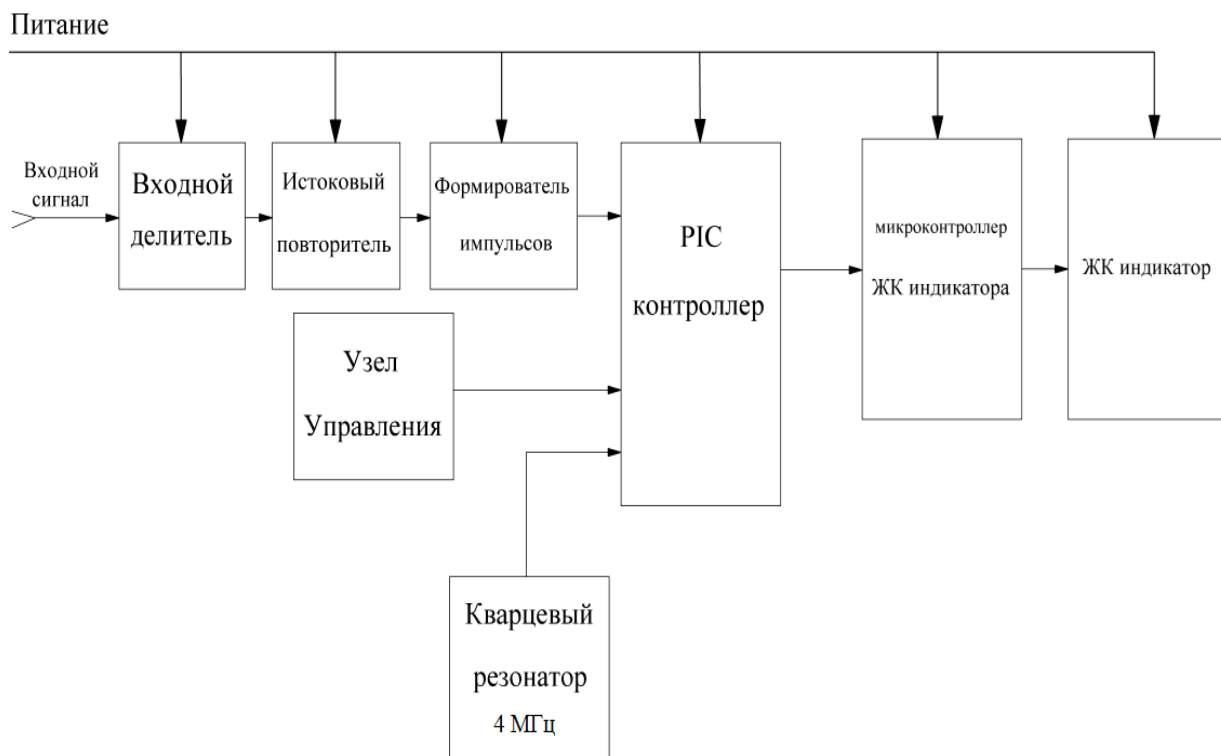 Питание
Входной
сигнал
Входной
делитель
Истоковый
повторитель
Формирователь
импульсов
PIC
контроллер
микроконтроллер
ЖК индикатора
ЖК индикатор
Узел
Управления
Кварцевый
резонатор
4 МГц